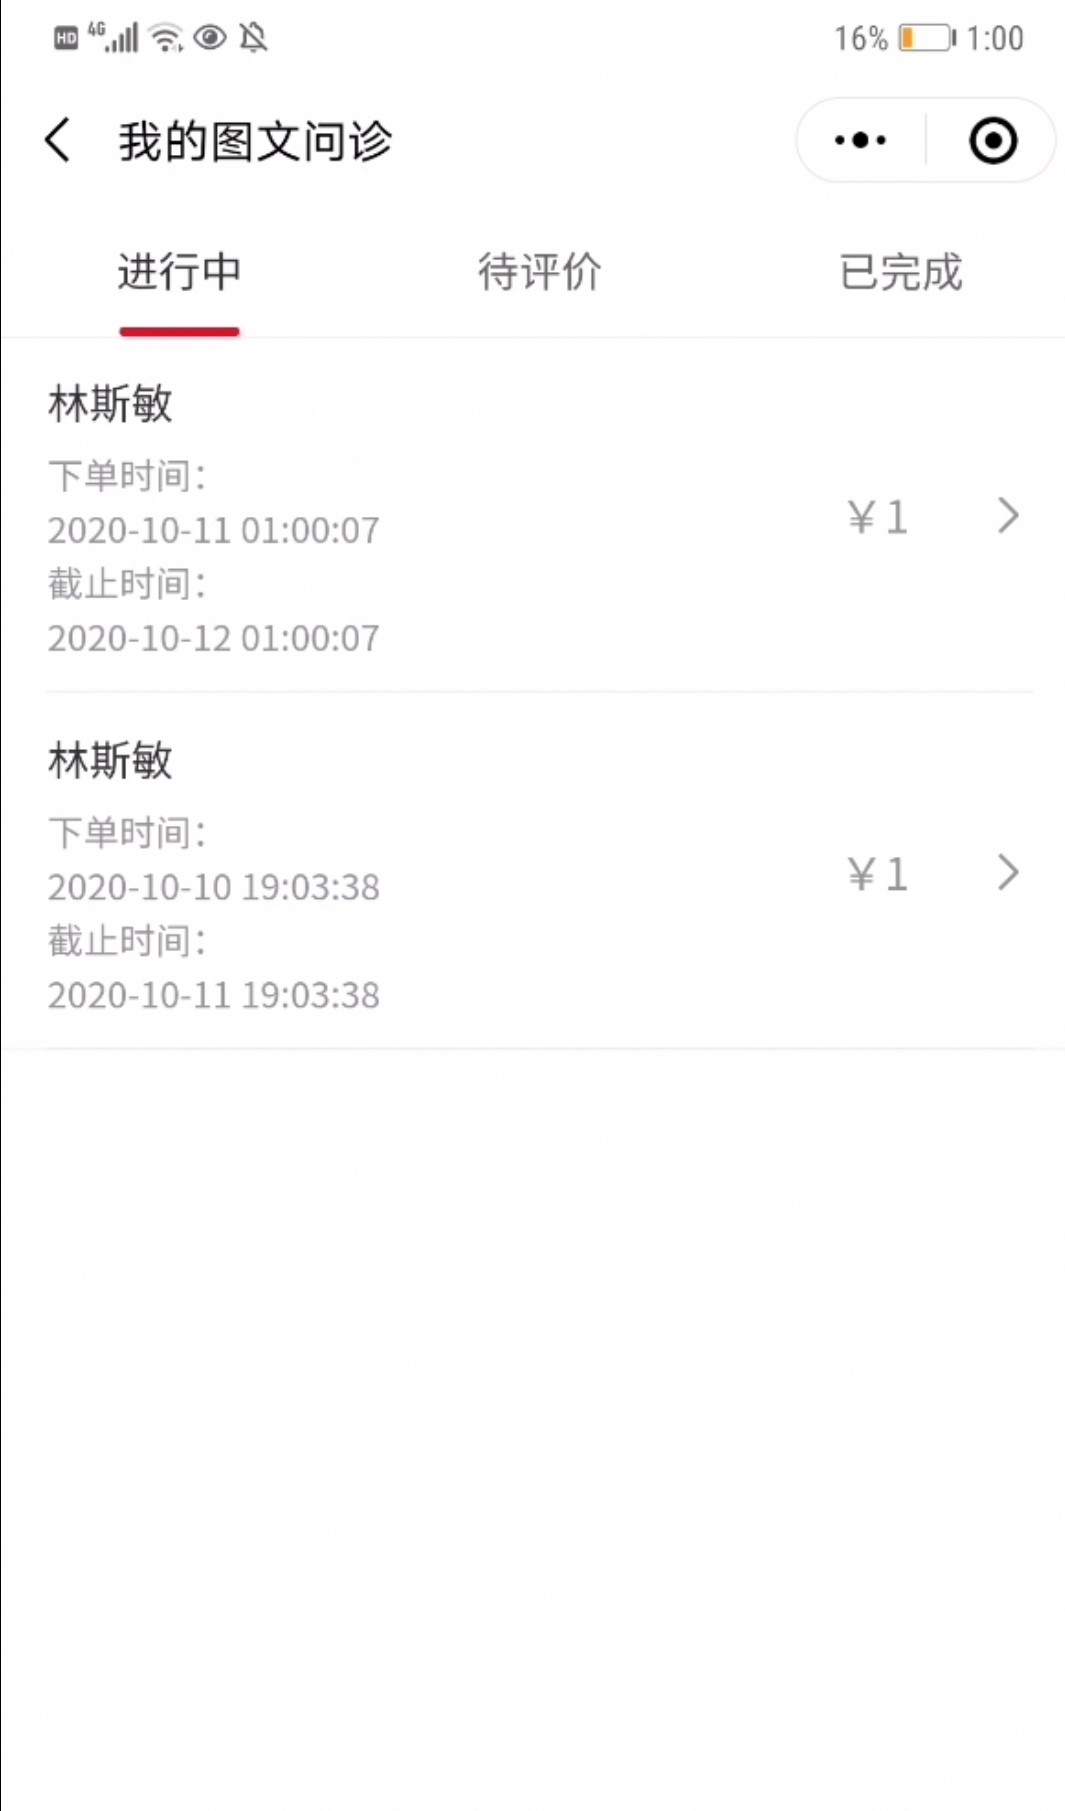 HD 4G 16% 1:00
我的图文问诊
进行中 待评价 已完成
林斯敏
下单时间：
2020-10-11 01:00:07
¥1
截止时间：
2020-10-12 01:00:07
林斯敏
下单时间：
2020-10-10 19:03:38
¥1
截止时间：
2020-10-11 19:03:38